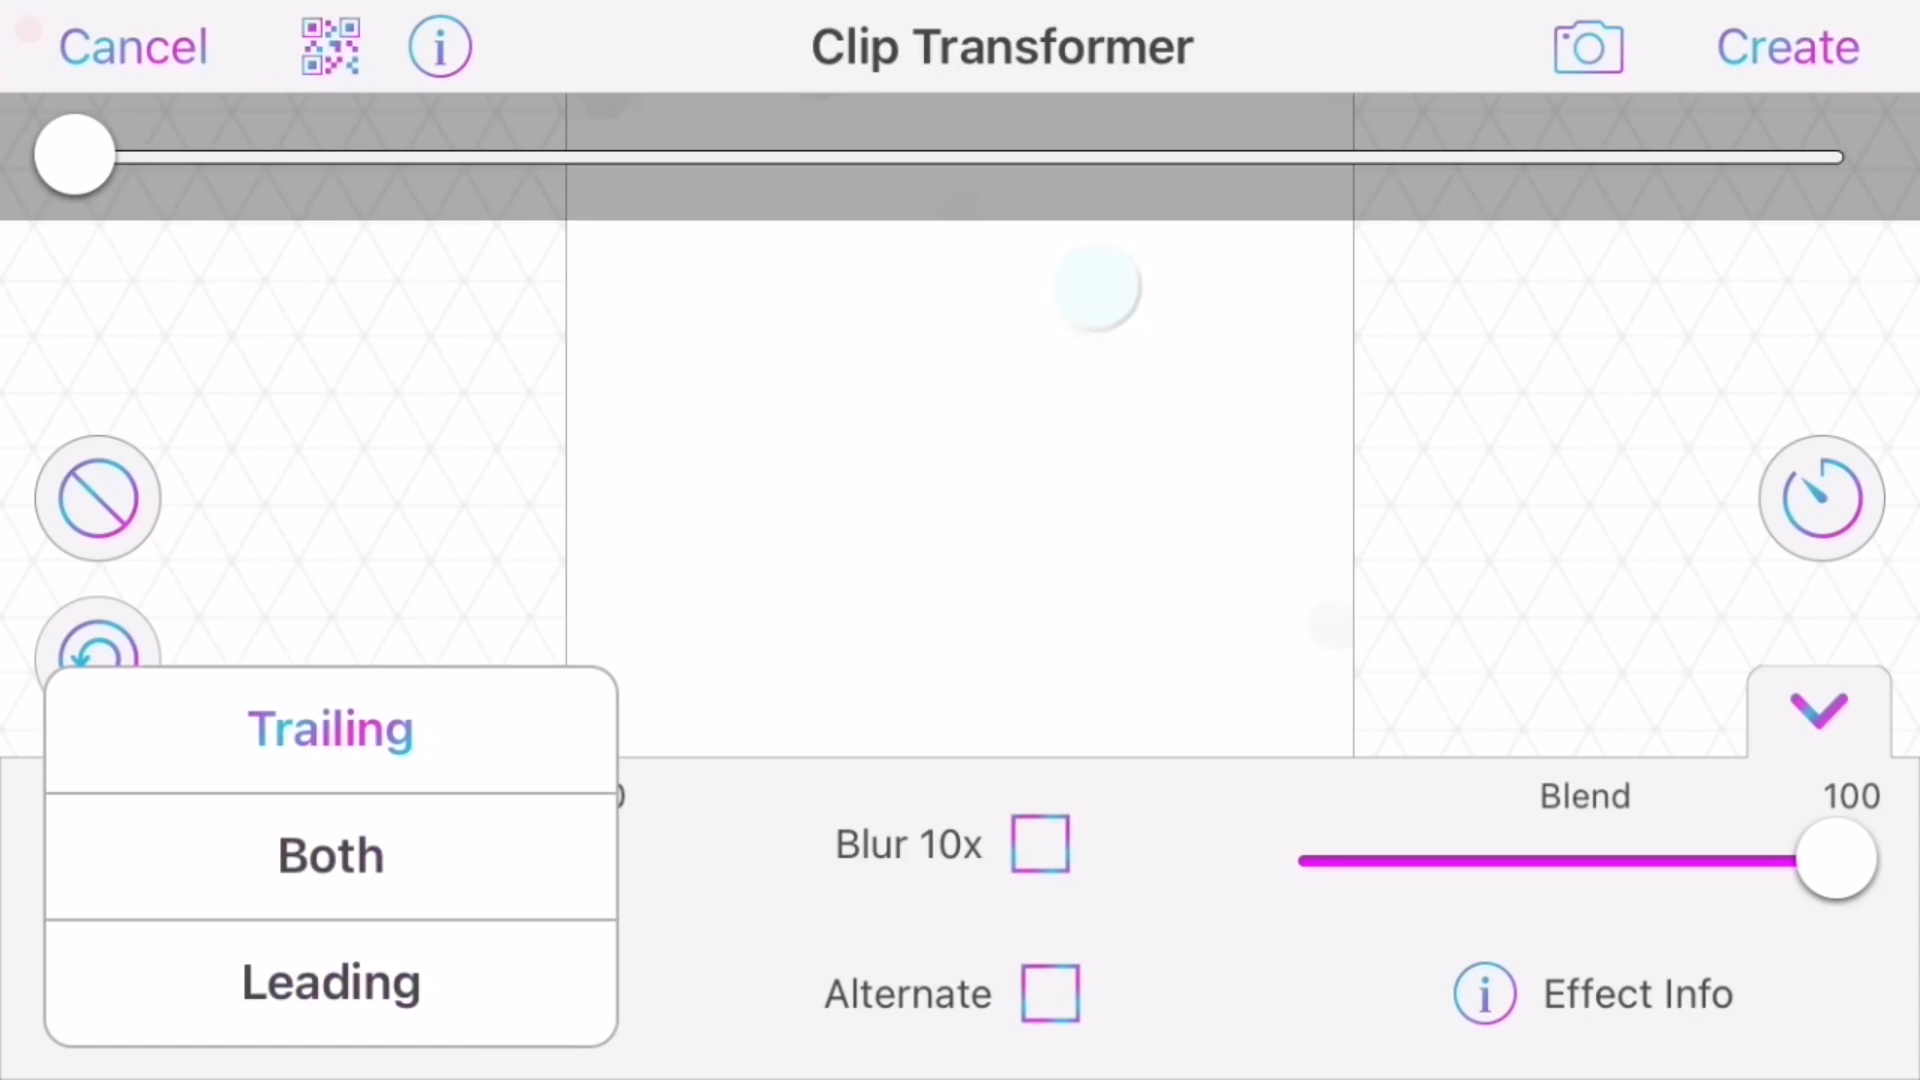 Cancel
Clip Transformer
Create
Trailing
Both
Leading
Blur 10x
Alternate
Blend
100
Effect Info